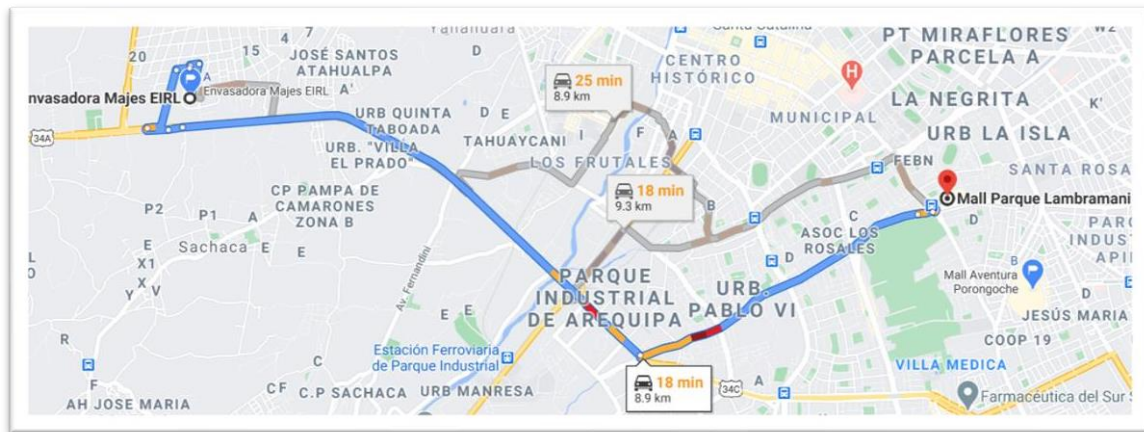 Yanahuara
Santa Catalina
W2
PT MIRAFLORES
PARCELA A
4
7
20
15
D
JOSÉ SANTOS
ATAHUALPA
CENTRO
HISTÓRICO
25 min
8.9 km
H
A
Envasadora Majes EIRL
nvasadora Majes EIRL
A'
LA NEGRITA
K'
34A
URB QUINTA
TABOADA
D
E
E
MUNICIPAL
URB. "VILLA
EL PRADO"
TAHUAYCANI
I
F
A
URB LA ISLA
LOS FRUTALES
FEBN
SANTA ROSA
CP PAMPA DE
CAMARONES
ZONA B
18 min
9.3 km
Mall Parque Lambramani
P2
P1
A
B
C
D
ASOC LOS
ROSALES
Sachaca
E
E
E
X1
Y
X
V
Av. Fernandini
D
B
Mall Aventura
Porongoche
PARQUE
INDUSTRIAL
DE AREQUIPA
URB.
PABLO VI
D
E
E
JESÚS MARIA
AH
R
C
COOP 19
Estación Ferroviaria
de Parque Industrial
18 min
8.9 km
VILLA MEDICA
F
CF
C.P SACHACA
URB MANRESA
34C
A
AH JOSE MARIA
Farmacéutica del Sur